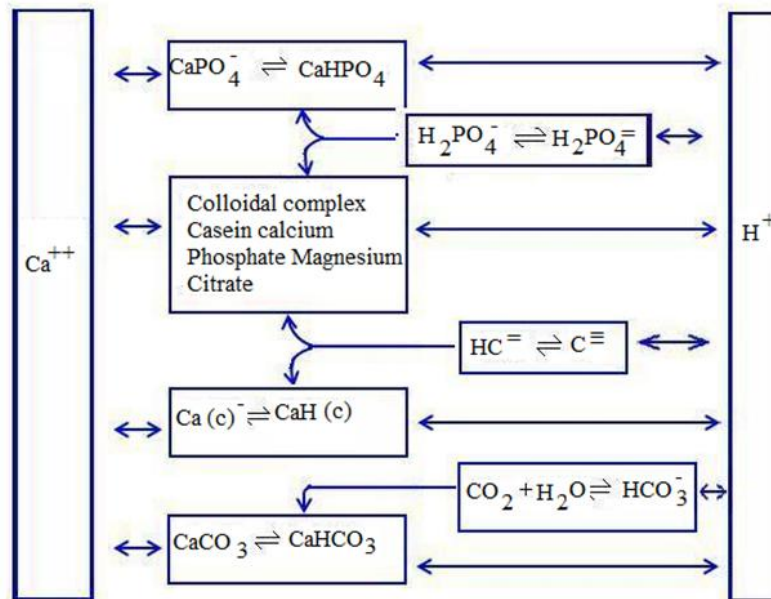 CaPO₄⁻ ⇌ CaHPO₄
H₂PO₄⁻ ⇌ H₂PO₄⁼
Colloidal complex
Casein calcium
Phosphate Magnesium
Citrate
Ca⁺⁺
H⁺
HC⁼ ⇌ C≡
Ca (c)⁻ ⇌ CaH (c)
CO₂ + H₂O ⇌ HCO₃⁻
CaCO₃ ⇌ CaHCO₃